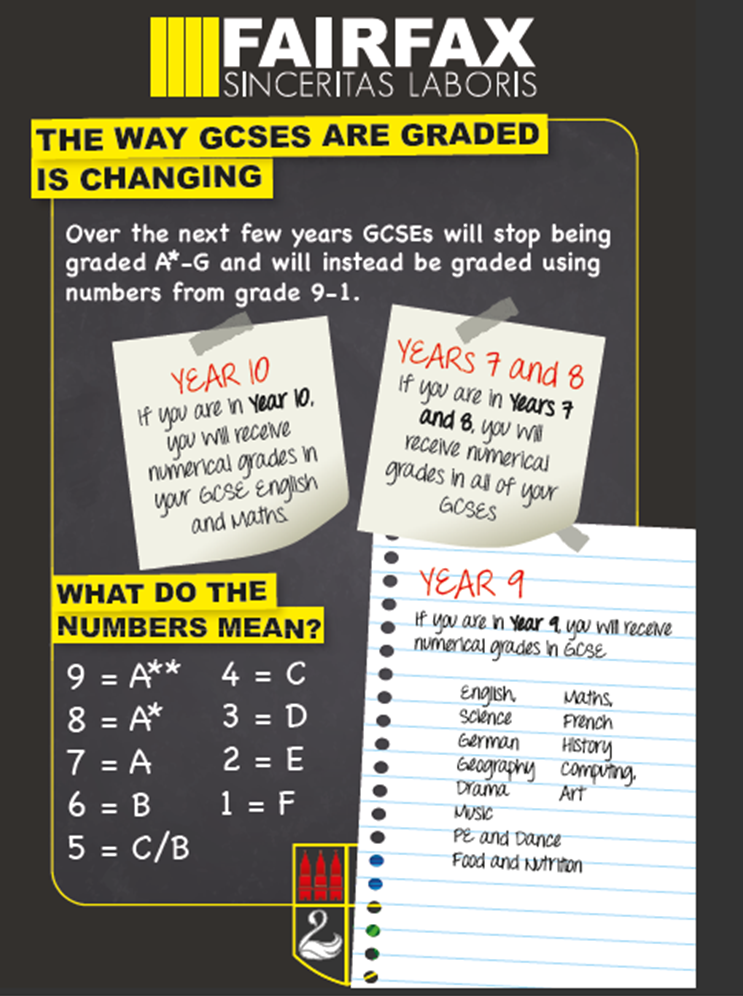 FAIRFAX
SINCERITAS LABORIS
THE WAY GCSES ARE GRADED
IS CHANGING
Over the next few years GCSEs will stop being
graded A*-G and will instead be graded using
numbers from grade 9-1.
YEAR 10
If you are in Year 10,
you will receive
numerical grades in
your GCSE English
and Maths.
YEARS 7 and 8
If you are in Years 7
and 8, you will
receive numerical
grades in all of your
GCSEs
WHAT DO THE
NUMBERS MEAN?
9 = A**
8 = A*
7 = A
6 = B
5 = C/B
4 = C
3 = D
2 = E
1 = F
YEAR 9
If you are in Year 9, you will receive
numerical grades in GCSE
English,
Science
German
Geography
Drama
Music
PE and Dance
Food and Nutrition
Maths,
French
History
Computing,
Art